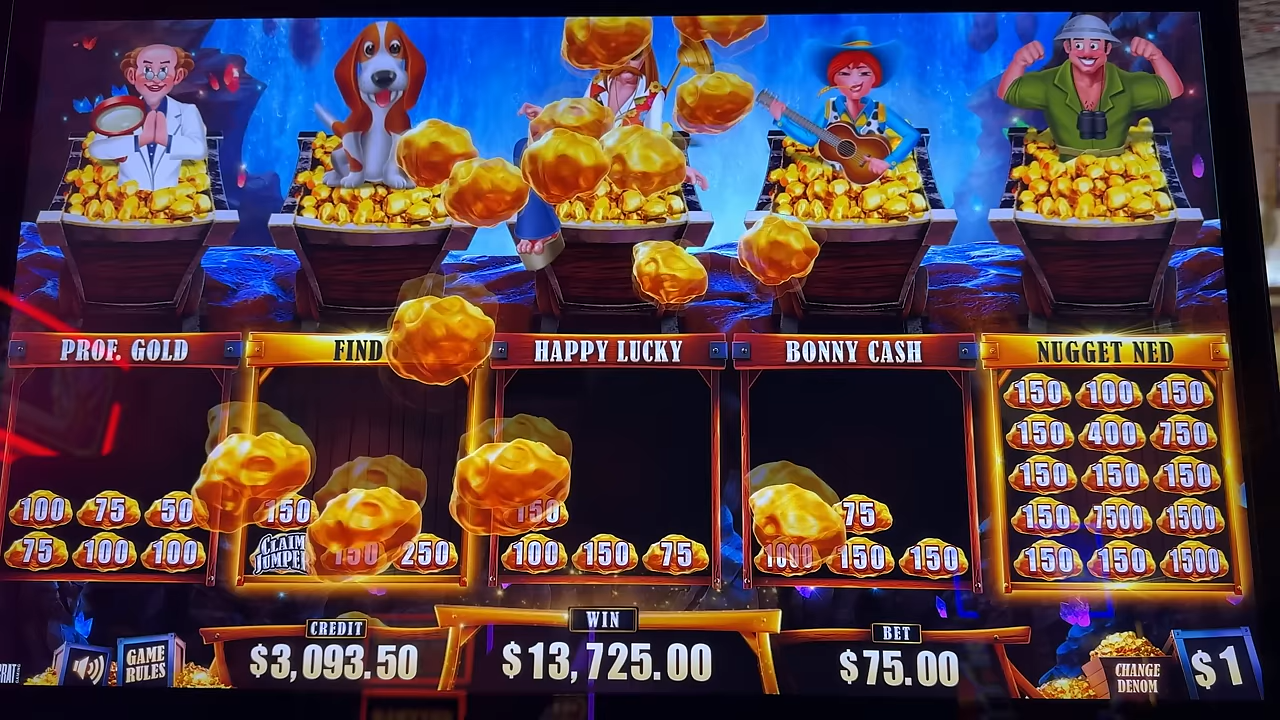 PROF. GOLD
FIND
HAPPY LUCKY
BONNY CASH
NUGGET NED
100 75 50
75 100 100
150
CLAIM JUMPER 150 250
150
100 150 75
75
1000 150 150
150 100 150
150 400 750
150 150 150
150 7500 1500
150 150 1500
CREDIT
$3,093.50
WIN
$13,725.00
BET
$75.00
GAME
RULES
CHANGE
DENOM
$1